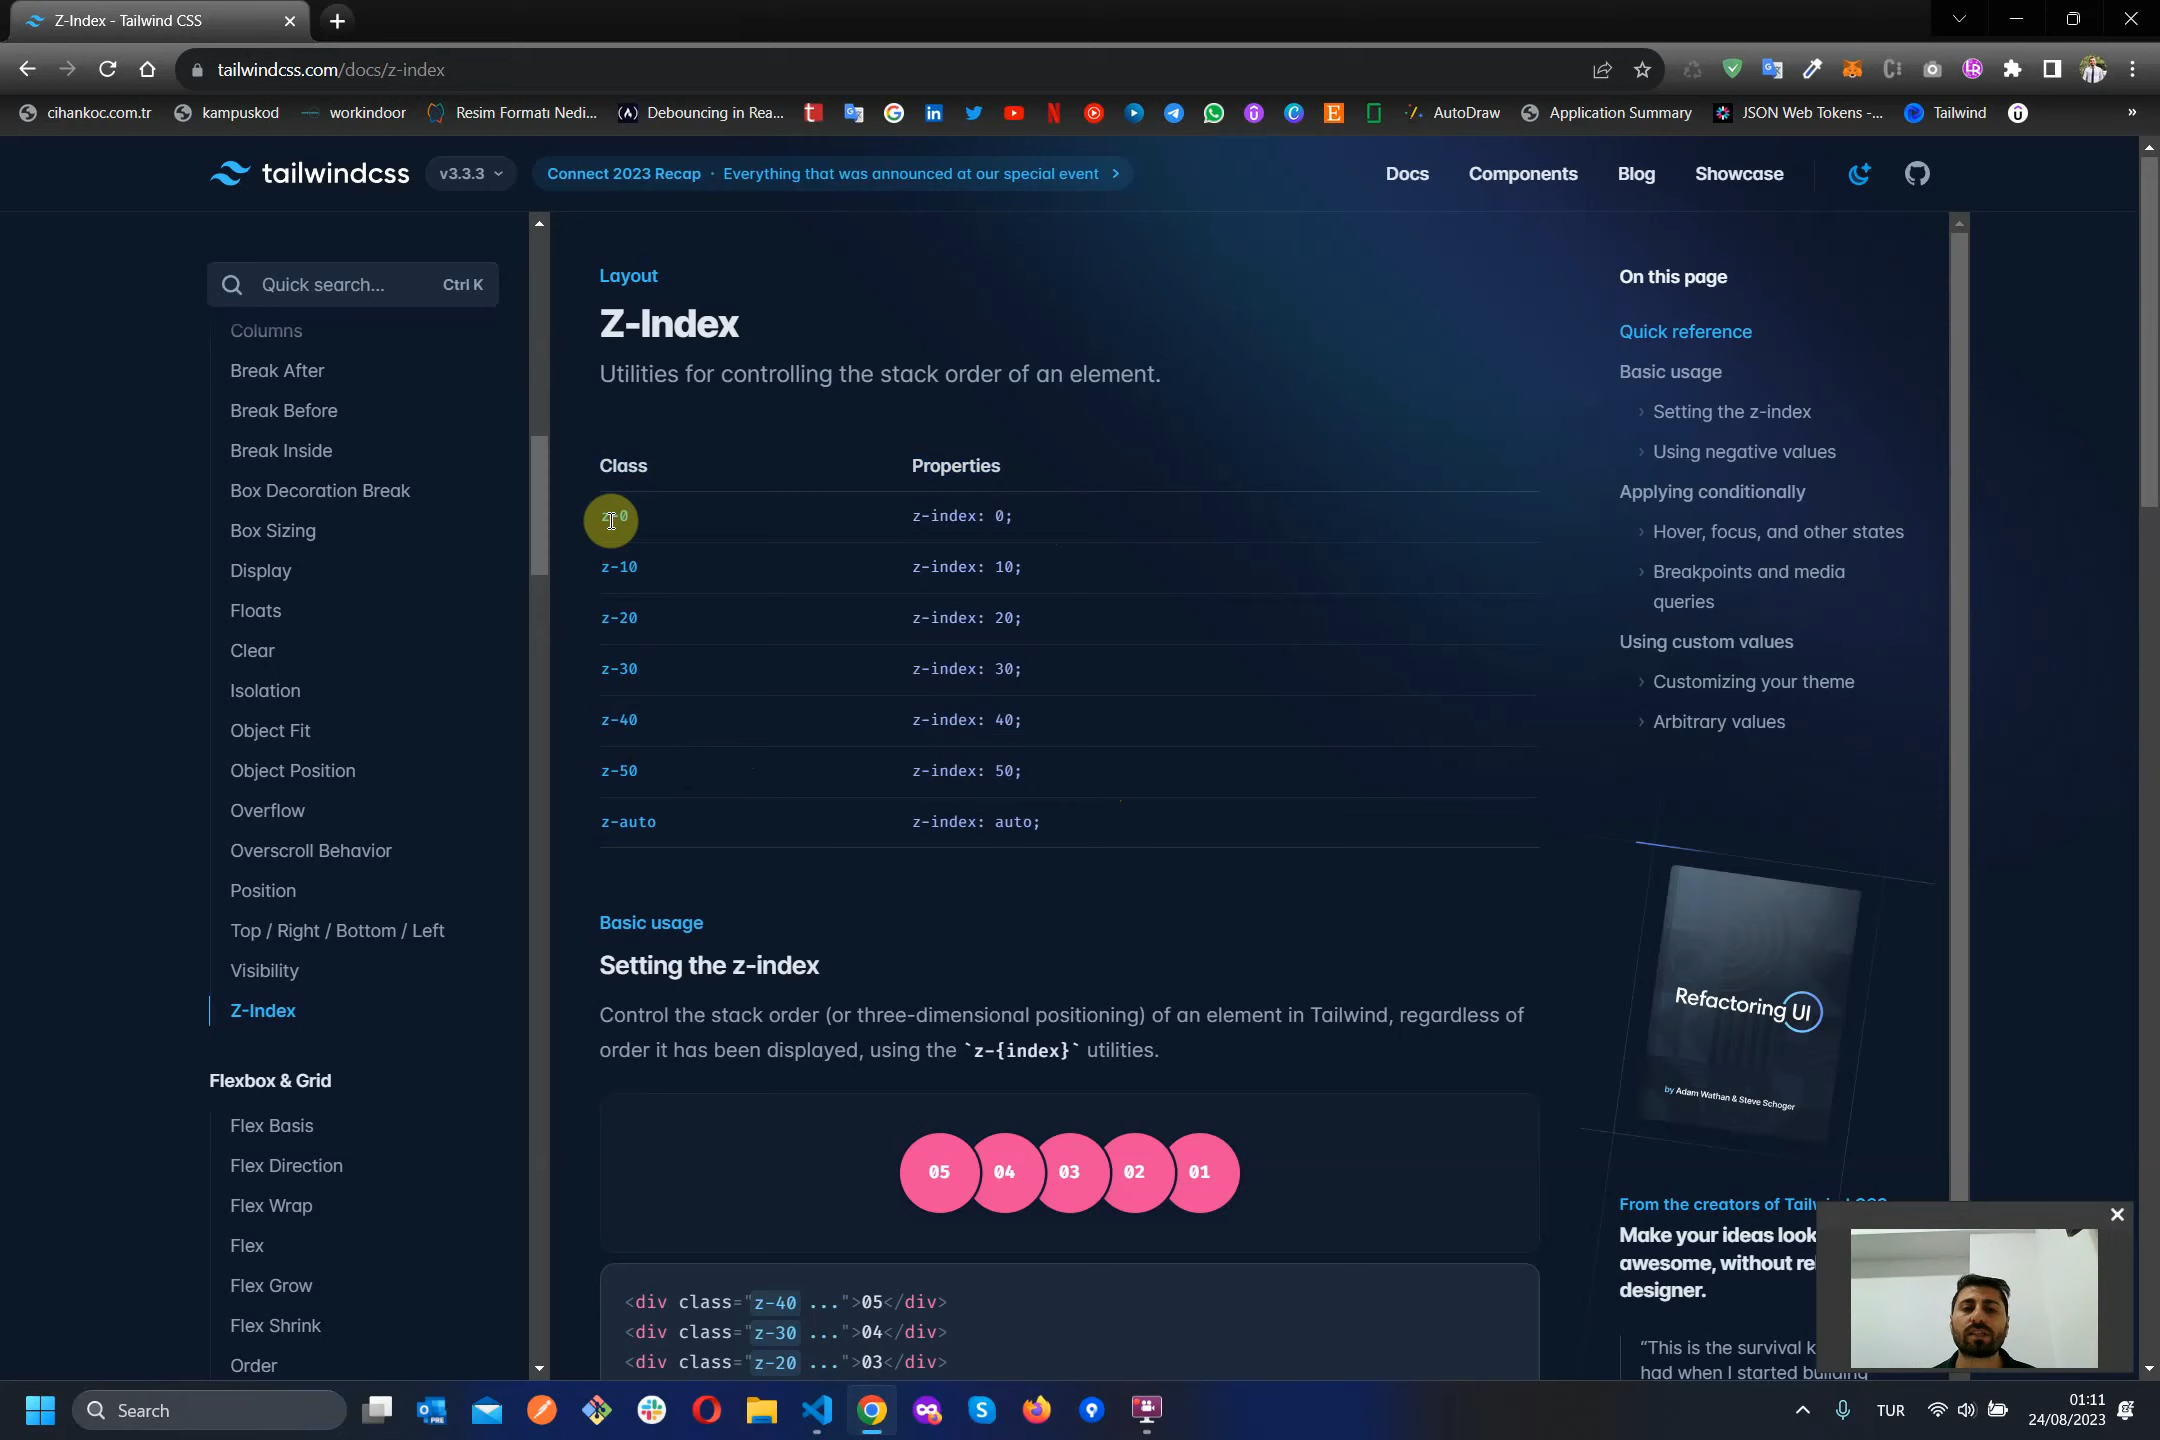 Z-Index - Tailwind CSS
tailwindcss.com/docs/z-index
cihankoc.com.tr
kampuskod
workindoor
Resim Formatı Nedi...
Debouncing in Rea...
AutoDraw
Application Summary
JSON Web Tokens -...
Tailwind
»
tailwindcss
v3.3.3
Connect 2023 Recap · Everything that was announced at our special event
Docs
Components
Blog
Showcase
Quick search...
Ctrl K
Columns
Break After
Break Before
Break Inside
Box Decoration Break
Box Sizing
Display
Floats
Clear
Isolation
Object Fit
Object Position
Overflow
Overscroll Behavior
Position
Top / Right / Bottom / Left
Visibility
Z-Index
Flexbox & Grid
Flex Basis
Flex Direction
Flex Wrap
Flex
Flex Grow
Flex Shrink
Order
Layout
Z-Index
Utilities for controlling the stack order of an element.
Class Properties
z-0 z-index: 0;
z-10 z-index: 10;
z-20 z-index: 20;
z-30 z-index: 30;
z-40 z-index: 40;
z-50 z-index: 50;
z-auto z-index: auto;
Basic usage
Setting the z-index
Control the stack order (or three-dimensional positioning) of an element in Tailwind, regardless of
order it has been displayed, using the `z-{index}` utilities.
05 04 03 02 01
<div class="z-40 ...">05</div>
<div class="z-30 ...">04</div>
<div class="z-20 ...">03</div>
On this page
Quick reference
Basic usage
Setting the z-index
Using negative values
Applying conditionally
Hover, focus, and other states
Breakpoints and media
queries
Using custom values
Customizing your theme
Arbitrary values
Refactoring UI
by Adam Wathan & Steve Schoger
From the creators of
Make your ideas look
awesome, without
designer.
“This is the survival
had when I started building
Search
TUR
01:11
24/08/2023